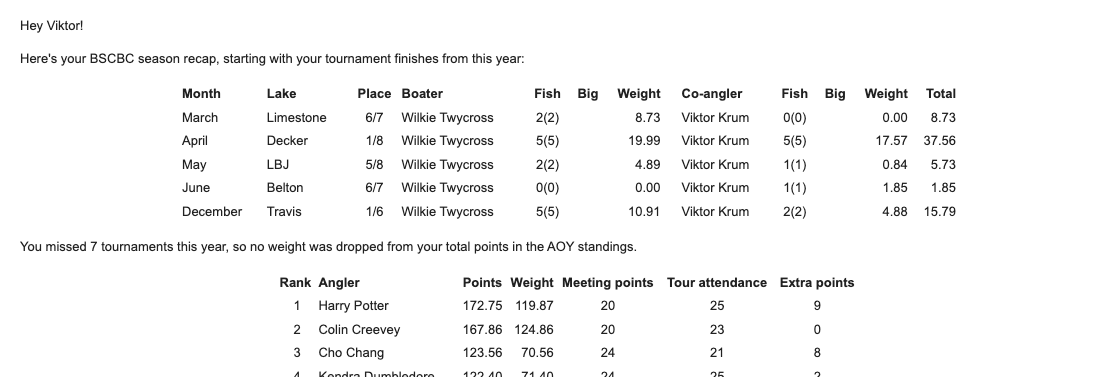 Hey Viktor!
Here's your BSCBC season recap, starting with your tournament finishes from this year:
Month Lake Place Boater Fish Big Weight Co-angler Fish Big Weight Total
March Limestone 6/7 Wilkie Twycross 2(2) 8.73 Viktor Krum 0(0) 0.00 8.73
April Decker 1/8 Wilkie Twycross 5(5) 19.99 Viktor Krum 5(5) 17.57 37.56
May LBJ 5/8 Wilkie Twycross 2(2) 4.89 Viktor Krum 1(1) 0.84 5.73
June Belton 6/7 Wilkie Twycross 0(0) 0.00 Viktor Krum 1(1) 1.85 1.85
December Travis 1/6 Wilkie Twycross 5(5) 10.91 Viktor Krum 2(2) 4.88 15.79
You missed 7 tournaments this year, so no weight was dropped from your total points in the AOY standings.
Rank Angler Points Weight Meeting points Tour attendance Extra points
1 Harry Potter 172.75 119.87 20 25 9
2 Colin Creevey 167.86 124.86 20 23 0
3 Cho Chang 123.56 70.56 24 21 8
4 Kendra Dumbledore 122.40 71.40 24 25 2